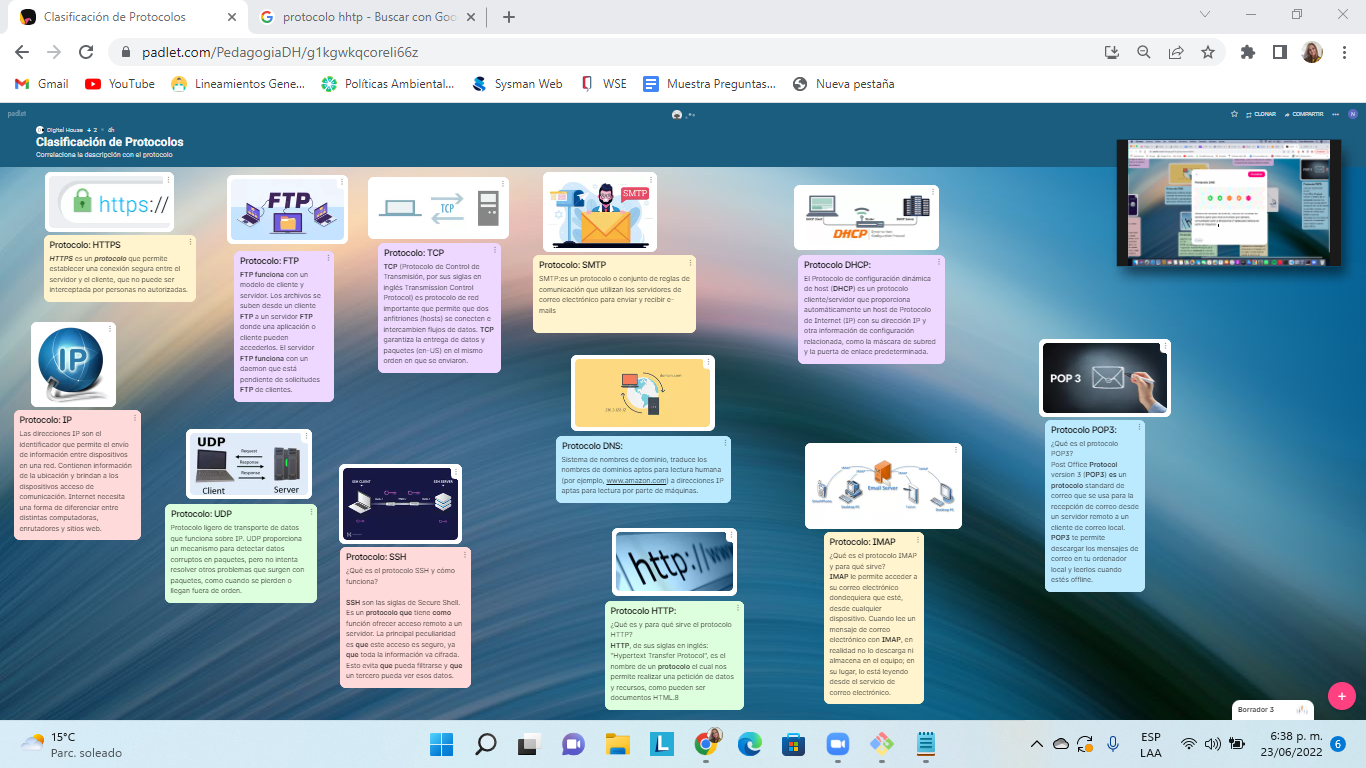 Clasificación de Protocolos
protocolo hhtp - Buscar con Goo
padlet.com/PedagogiaDH/g1kgwkqcoreli66z
Gmail
YouTube
Lineamientos Gene...
Políticas Ambiental...
Sysman Web
WSE
Muestra Preguntas...
Nueva pestaña
padlet
Digital House + 2 • 4h
Clasificación de Protocolos
Correlaciona la descripción con el protocolo
CLONAR
COMPARTIR
N
https://
Protocolo: HTTPS
HTTPS es un protocolo que permite
establecer una conexión segura entre el
servidor y el cliente, que no puede ser
interceptada por personas no autorizadas.
FTP
Protocolo: FTP
FTP funciona con un
modelo de cliente y
servidor. Los archivos se
suben desde un cliente
FTP a un servidor FTP
donde una aplicación o
cliente pueden
accederlos. El servidor
FTP funciona con un
daemon que está
pendiente de solicitudes
FTP de clientes.
TCP
Protocolo: TCP
TCP (Protocolo de Control de
Transmisión, por sus siglas en
inglés Transmission Control
Protocol) es protocolo de red
importante que permite que dos
anfitriones (hosts) se conecten e
intercambien flujos de datos. TCP
garantiza la entrega de datos y
paquetes (en-US) en el mismo
orden en que se enviaron.
SMTP
Protocolo: SMTP
SMTP:es un protocolo o conjunto de reglas de
comunicación que utilizan los servidores de
correo electrónico para enviar y recibir e-
mails
DHCP Client
DHCP Server
DHCP
Protocolo DHCP:
El Protocolo de configuración dinámica
de host (DHCP) es un protocolo
cliente/servidor que proporciona
automáticamente un host de Protocolo
de Internet (IP) con su dirección IP y
otra información de configuración
relacionada, como la máscara de subred
y la puerta de enlace predeterminada.
IP
Protocolo: IP
Las direcciones IP son el
identificador que permite el envío
de información entre dispositivos
en una red. Contienen información
de la ubicación y brindan a los
dispositivos acceso de
comunicación. Internet necesita
una forma de diferenciar entre
distintas computadoras,
enrutadores y sitios web.
UDP
Request
Response
Response
Client
Server
Protocolo: UDP
Protocolo ligero de transporte de datos
que funciona sobre IP. UDP proporciona
un mecanismo para detectar datos
corruptos en paquetes, pero no intenta
resolver otros problemas que surgen con
paquetes, como cuando se pierden o
llegan fuera de orden.
SSH CLIENT
SSH SERVER
Protocolo: SSH
¿Qué es el protocolo SSH y cómo
funciona?
SSH son las siglas de Secure Shell.
Es un protocolo que tiene como
función ofrecer acceso remoto a un
servidor. La principal peculiaridad
es que este acceso es seguro, ya
que toda la información va cifrada.
Esto evita que pueda filtrarse y que
un tercero pueda ver esos datos.
Protocolo DNS:
Sistema de nombres de dominio, traduce los
nombres de dominios aptos para lectura humana
(por ejemplo, www.amazon.com) a direcciones IP
aptas para lectura por parte de máquinas.
http://www
Protocolo HTTP:
¿Qué es y para qué sirve el protocolo
HTTP?
HTTP, de sus siglas en inglés:
"Hypertext Transfer Protocol", es el
nombre de un protocolo el cual nos
permite realizar una petición de datos
y recursos, como pueden ser
documentos HTML.8
Email Server
Protocolo: IMAP
¿Qué es el protocolo IMAP
y para qué sirve?
IMAP le permite acceder a
su correo electrónico
dondequiera que esté,
desde cualquier
dispositivo. Cuando lee un
mensaje de correo
electrónico con IMAP, en
realidad no lo descarga ni
almacena en el equipo; en
su lugar, lo está leyendo
desde el servicio de
correo electrónico.
POP 3
Protocolo POP3:
¿Qué es el protocolo
POP3?
Post Office Protocol
version 3 (POP3) es un
protocolo standard de
correo que se usa para la
recepción de correo desde
un servidor remoto a un
cliente de correo local.
POP3 te permite
descargar los mensajes
de correo en tu ordenador
local y leerlos cuando
estés offline.
Borrador 3
15°C
Parc. soleado
ESP
LAA
6:38 p. m.
23/06/2022
6